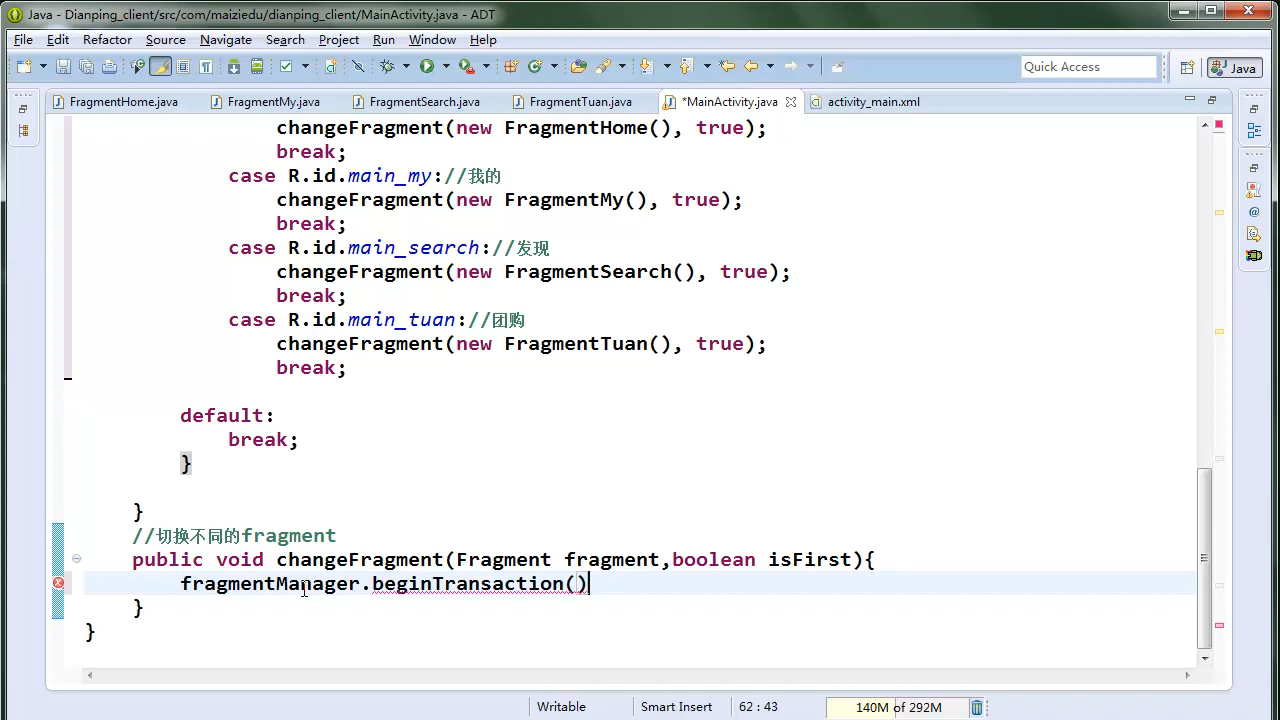 Java - Dianping_client/src/com/maiziedu/dianping_client/MainActivity.java - ADT
File Edit Refactor Source Navigate Search Project Run Window Help
Quick Access
Java
FragmentHome.java FragmentMy.java FragmentSearch.java FragmentTuan.java *MainActivity.java activity_main.xml
changeFragment(new FragmentHome(), true);
break;
case R.id.main_my://我的
changeFragment(new FragmentMy(), true);
break;
case R.id.main_search://发现
changeFragment(new FragmentSearch(), true);
break;
case R.id.main_tuan://团购
changeFragment(new FragmentTuan(), true);
break;
default:
break;
}
}
//切换不同的fragment
public void changeFragment(Fragment fragment,boolean isFirst){
fragmentManager.beginTransaction()
}
}
Writable Smart Insert 62 : 43 140M of 292M